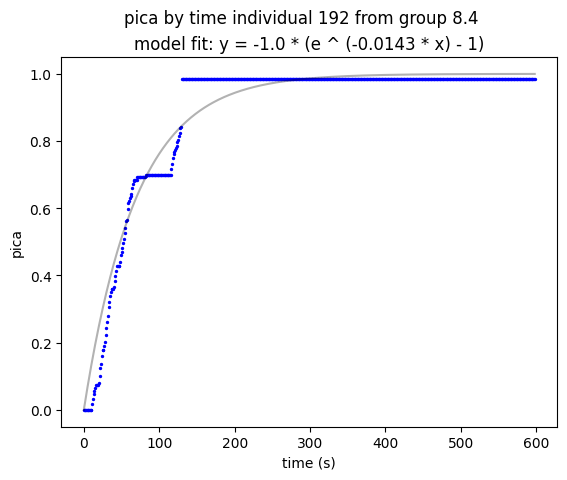 pica by time individual 192 from group 8.4
model fit: y = -1.0 * (e ^ (-0.0143 * x) - 1)
1.0
0.8
0.6
0.4
0.2
0.0
pica
0 100 200 300 400 500 600
time (s)